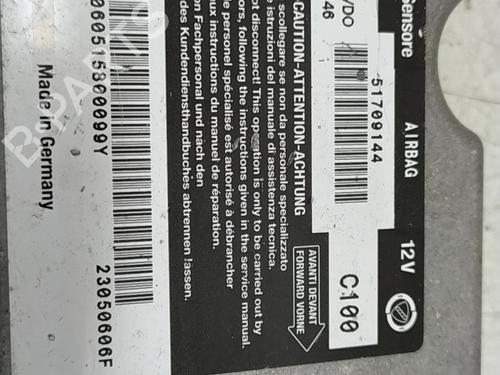 Sensore AIRBAG 12V
VDO
46 51709144 C100
CAUTION-ATTENTION-ACHTUNG
scollegare se non da personale specializzato
istruzioni del manuale di assistenza tecnica.
not disconnect! This operation is only to be carried out by
following the instructions given in the service manual.
personel spécialisé est autorisé à débrancher
instructions du manuel de réparation.
Fachpersonal und nach den
des Kundendiensthandbuches abtrennen lassen.
AVANTI DEVANT
FORWARD VORNE
060515800099Y 23050606F
Made in Germany
B-Parts